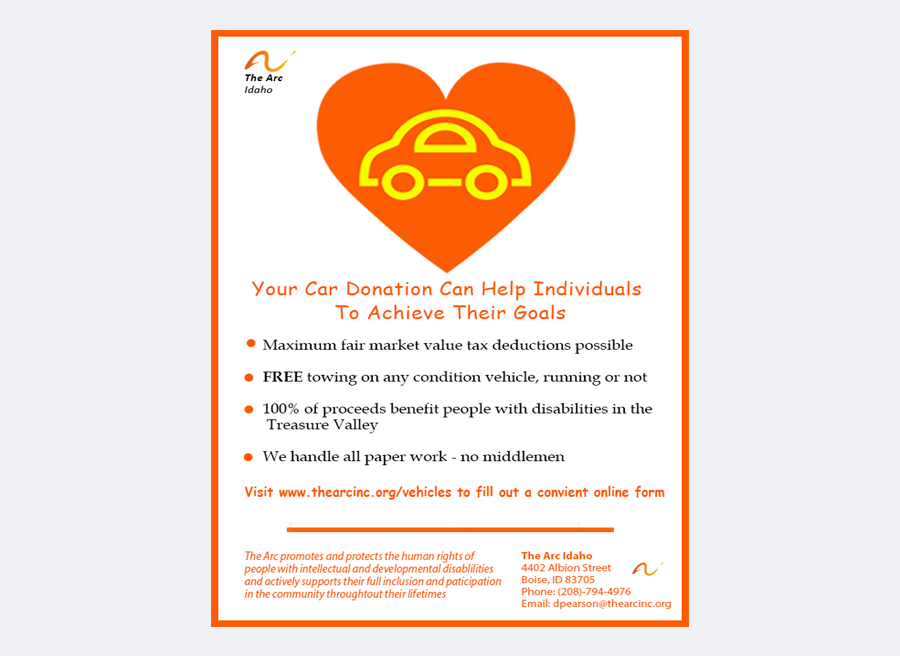 The Arc
Idaho
Your Car Donation Can Help Individuals
To Achieve Their Goals
Maximum fair market value tax deductions possible
FREE towing on any condition vehicle, running or not
100% of proceeds benefit people with disabilities in the
Treasure Valley
We handle all paper work - no middlemen
Visit www.thearcinc.org/vehicles to fill out a convient online form
The Arc promotes and protects the human rights of
people with intellectual and developmental disablilities
and actively supports their full inclusion and paticipation
in the community throughtout their lifetimes
The Arc Idaho
4402 Albion Street
Boise, ID 83705
Phone: (208)-794-4976
Email: dpearson@thearcinc.org